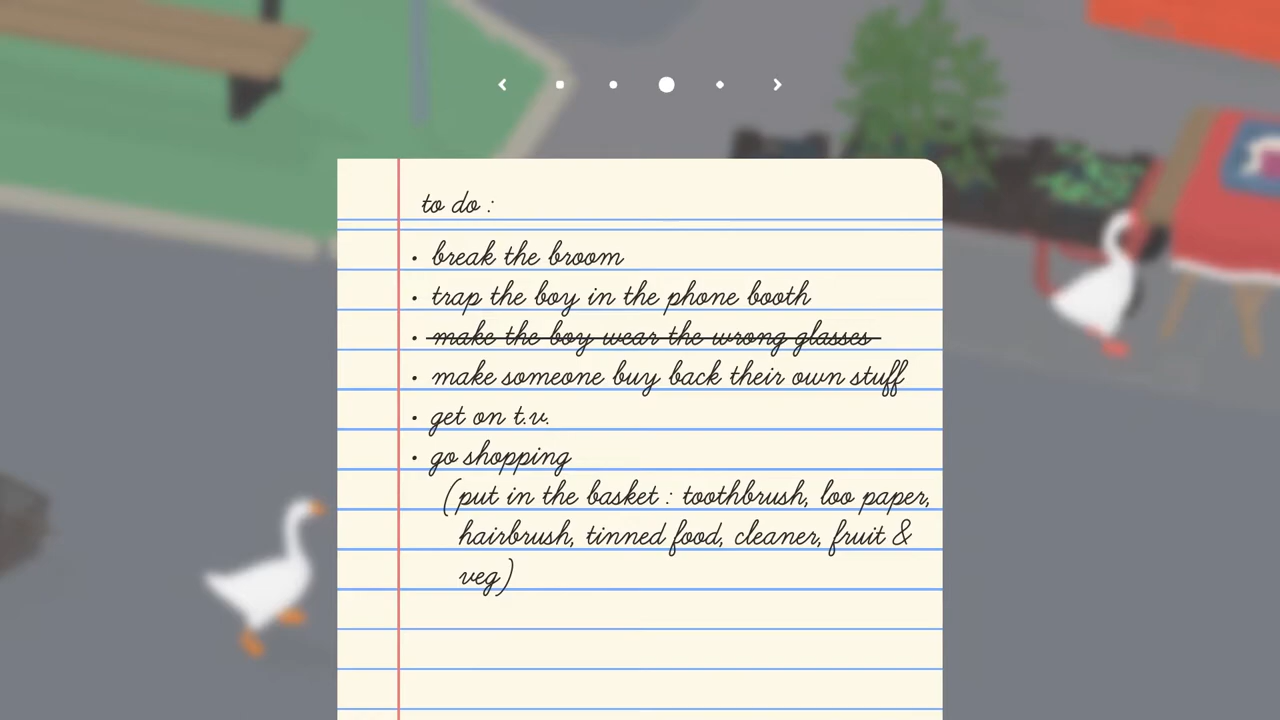 to do :
• break the broom
• trap the boy in the phone booth
• make the boy wear the wrong glasses
• make someone buy back their own stuff
• get on t.v.
• go shopping
(put in the basket : toothbrush, loo paper,
hairbrush, tinned food, cleaner, fruit &
veg)